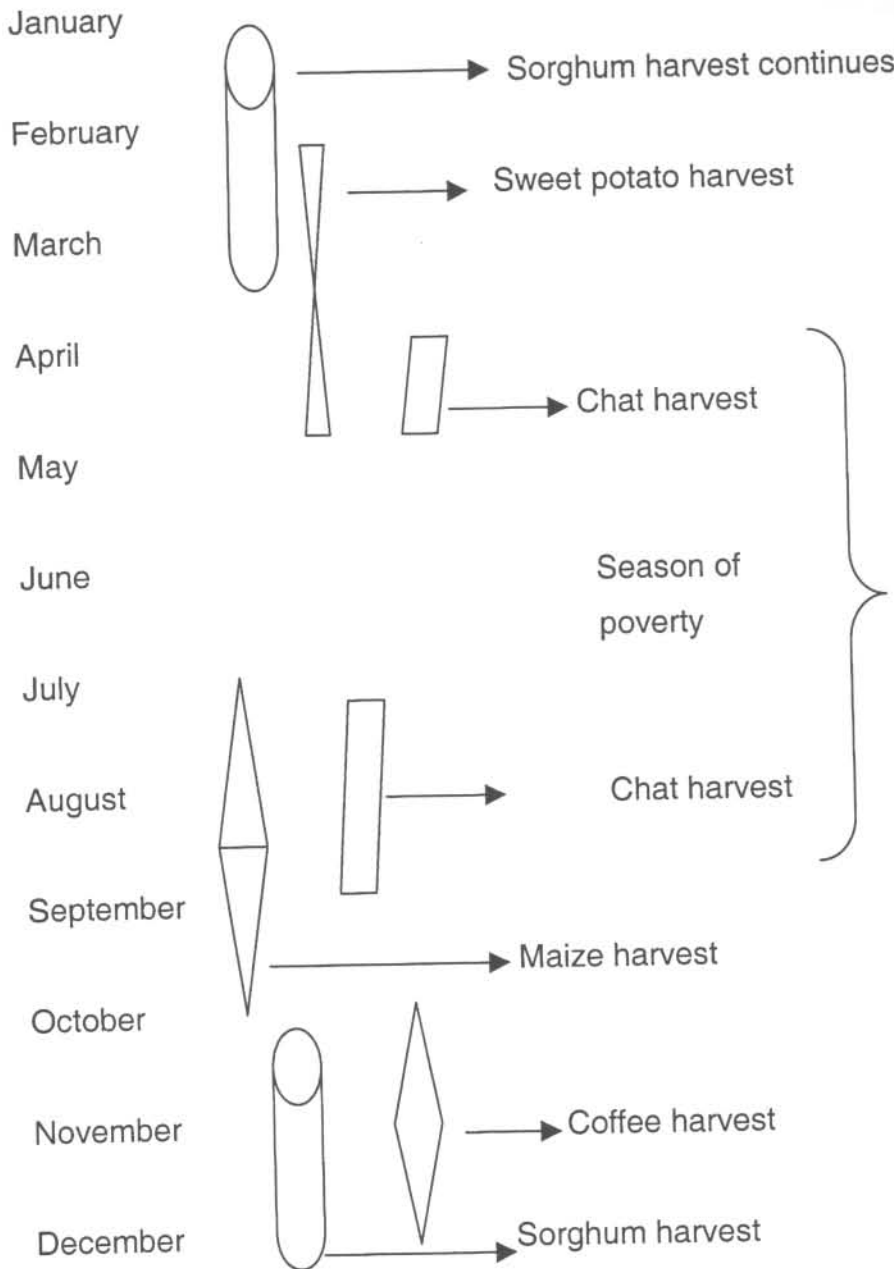 January
Sorghum harvest continues
February
Sweet potato harvest
March
April
Chat harvest
May
June
Season of
poverty
July
August
Chat harvest
September
Maize harvest
October
November
Coffee harvest
December
Sorghum harvest